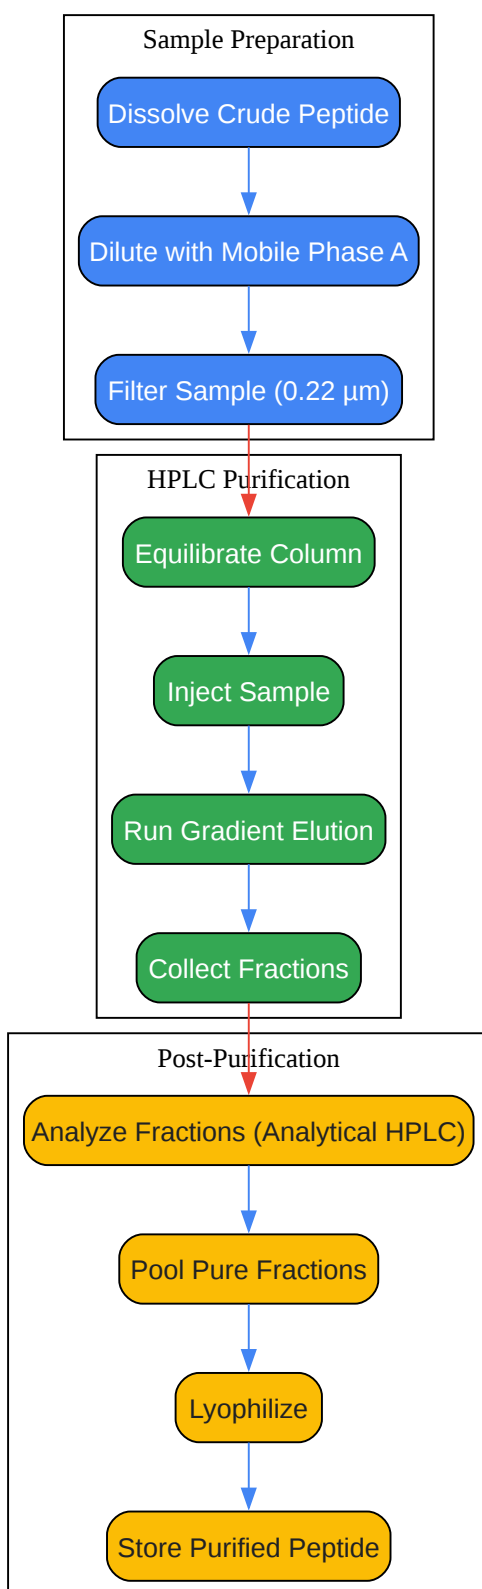 Sample Preparation
Dissolve Crude Peptide
Dilute with Mobile Phase A
Filter Sample (0.22 µm)
HPLC Purification
Equilibrate Column
Inject Sample
Run Gradient Elution
Collect Fractions
Post-Purification
Analyze Fractions (Analytical HPLC)
Pool Pure Fractions
Lyophilize
Store Purified Peptide